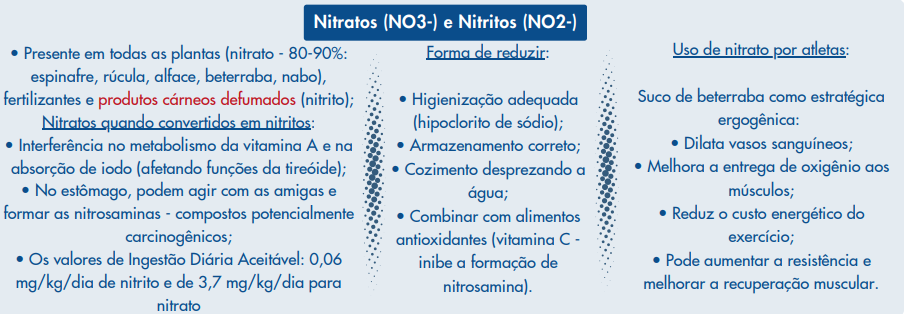 Nitratos (NO3-) e Nitritos (NO2-)
• Presente em todas as plantas (nitrato - 80-90%:
espinafre, rúcula, alface, beterraba, nabo),
fertilizantes e produtos cárneos defumados (nitrito);
Nitratos quando convertidos em nitritos:
• Interferência no metabolismo da vitamina A e na
absorção de iodo (afetando funções da tireóide);
• No estômago, podem agir com as amigas e
formar as nitrosaminas - compostos potencialmente
carcinogênicos;
• Os valores de Ingestão Diária Aceitável: 0,06
mg/kg/dia de nitrito e de 3,7 mg/kg/dia para
nitrato
Forma de reduzir:
• Higienização adequada
(hipoclorito de sódio);
• Armazenamento correto;
• Cozimento desprezando a
água;
• Combinar com alimentos
antioxidantes (vitamina C -
inibe a formação de
nitrosamina).
Uso de nitrato por atletas:
Suco de beterraba como estratégica
ergogênica:
• Dilata vasos sanguíneos;
• Melhora a entrega de oxigênio aos
músculos;
• Reduz o custo energético do
exercício;
• Pode aumentar a resistência e
melhorar a recuperação muscular.